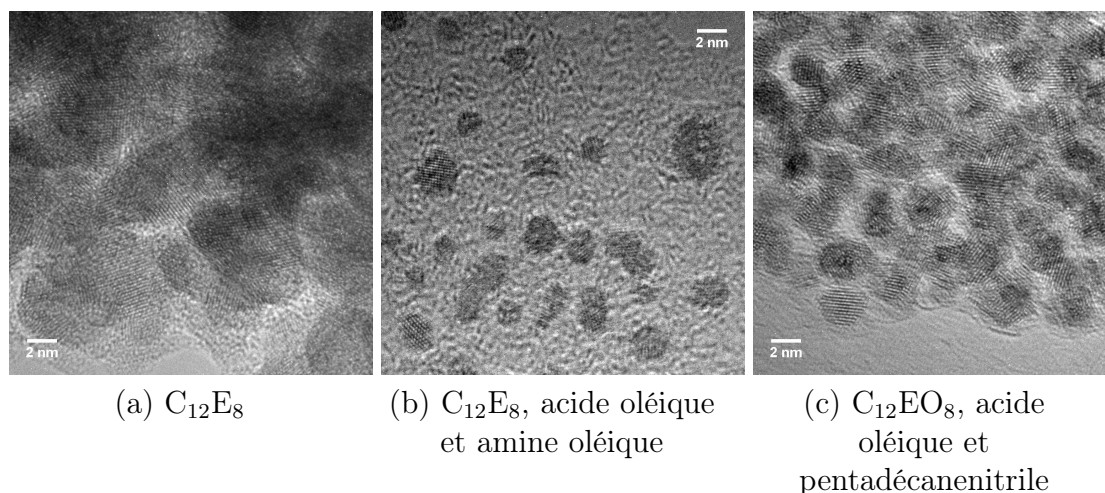 2 nm
2 nm
2 nm
(a) C₁₂E₈
(b) C₁₂E₈, acide oléique
et amine oléique
(c) C₁₂EO₈, acide
oléique et
pentadécanenitrile